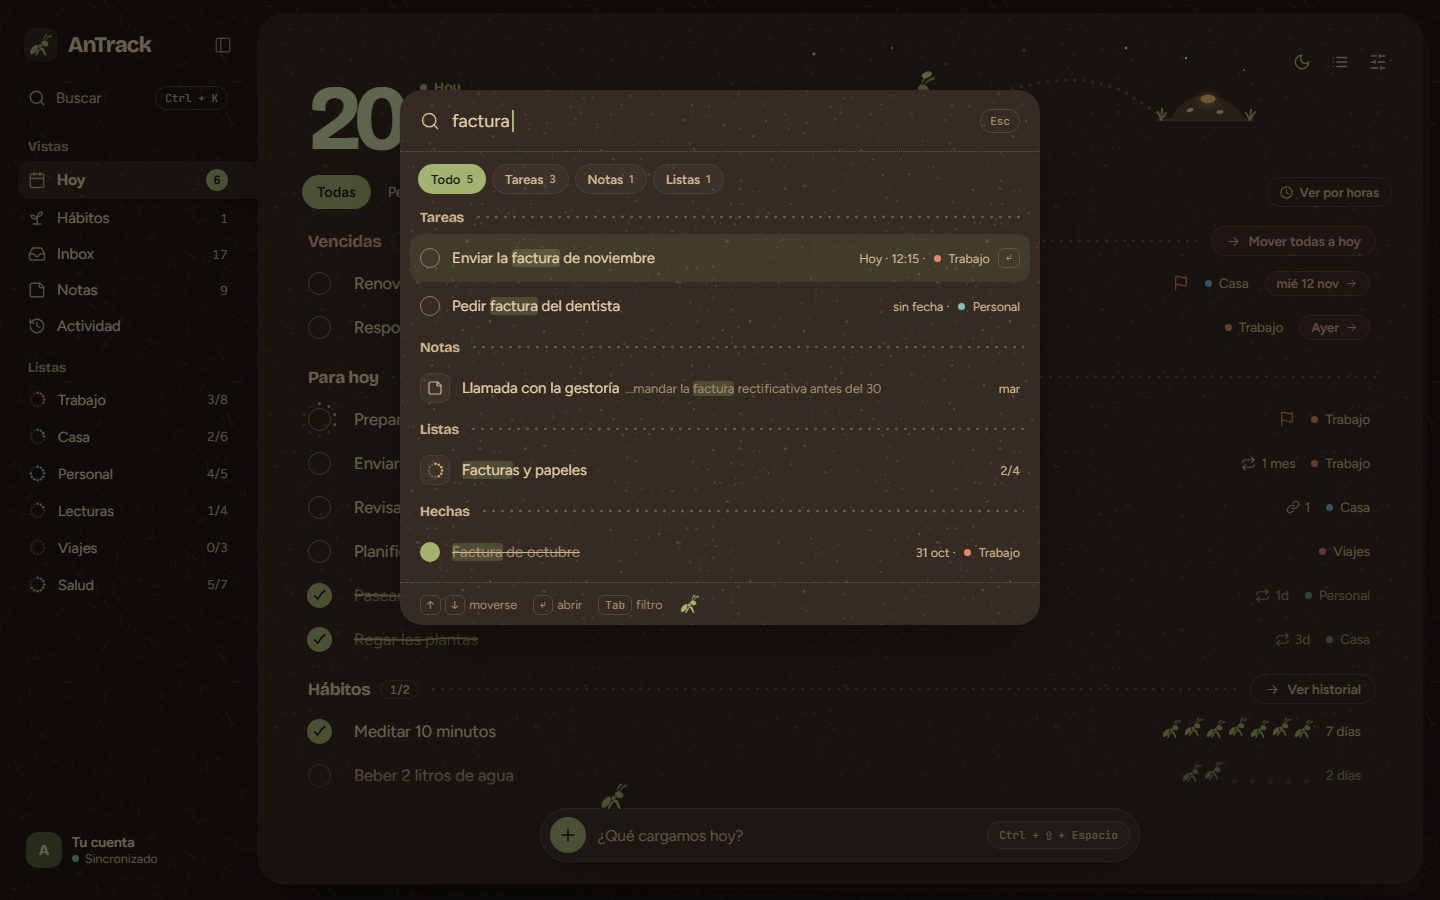 AnTrack
Buscar Ctrl + K
Vistas
Hoy 6
Hábitos 1
Inbox 17
Notas 9
Actividad
Listas
Trabajo 3/8
Casa 2/6
Personal 4/5
Lecturas 1/4
Viajes 0/3
Salud 5/7
A
Tu cuenta
Sincronizado
20
Hoy
Todas
Ver por horas
Vencidas
Mover todas a hoy
Renov
Casa mié 12 nov →
Respo
Trabajo Ayer →
Para hoy
Prepar
Trabajo
Enviar
1 mes Trabajo
Revisa
1 Casa
Planifi
Viajes
Pasear
1d Personal
Regar las plantas
3d Casa
Hábitos 1/2
→ Ver historial
Meditar 10 minutos 7 días
Beber 2 litros de agua 2 días
+ ¿Qué cargamos hoy? Ctrl + ⇧ + Espacio
factura Esc
Todo 5 Tareas 3 Notas 1 Listas 1
Tareas
Enviar la factura de noviembre Hoy · 12:15 · Trabajo ↵
Pedir factura del dentista sin fecha · Personal
Notas
Llamada con la gestoría ...mandar la factura rectificativa antes del 30 mar
Listas
Facturas y papeles 2/4
Hechas
Factura de octubre 31 oct · Trabajo
↑ ↓ moverse ↵ abrir Tab filtro